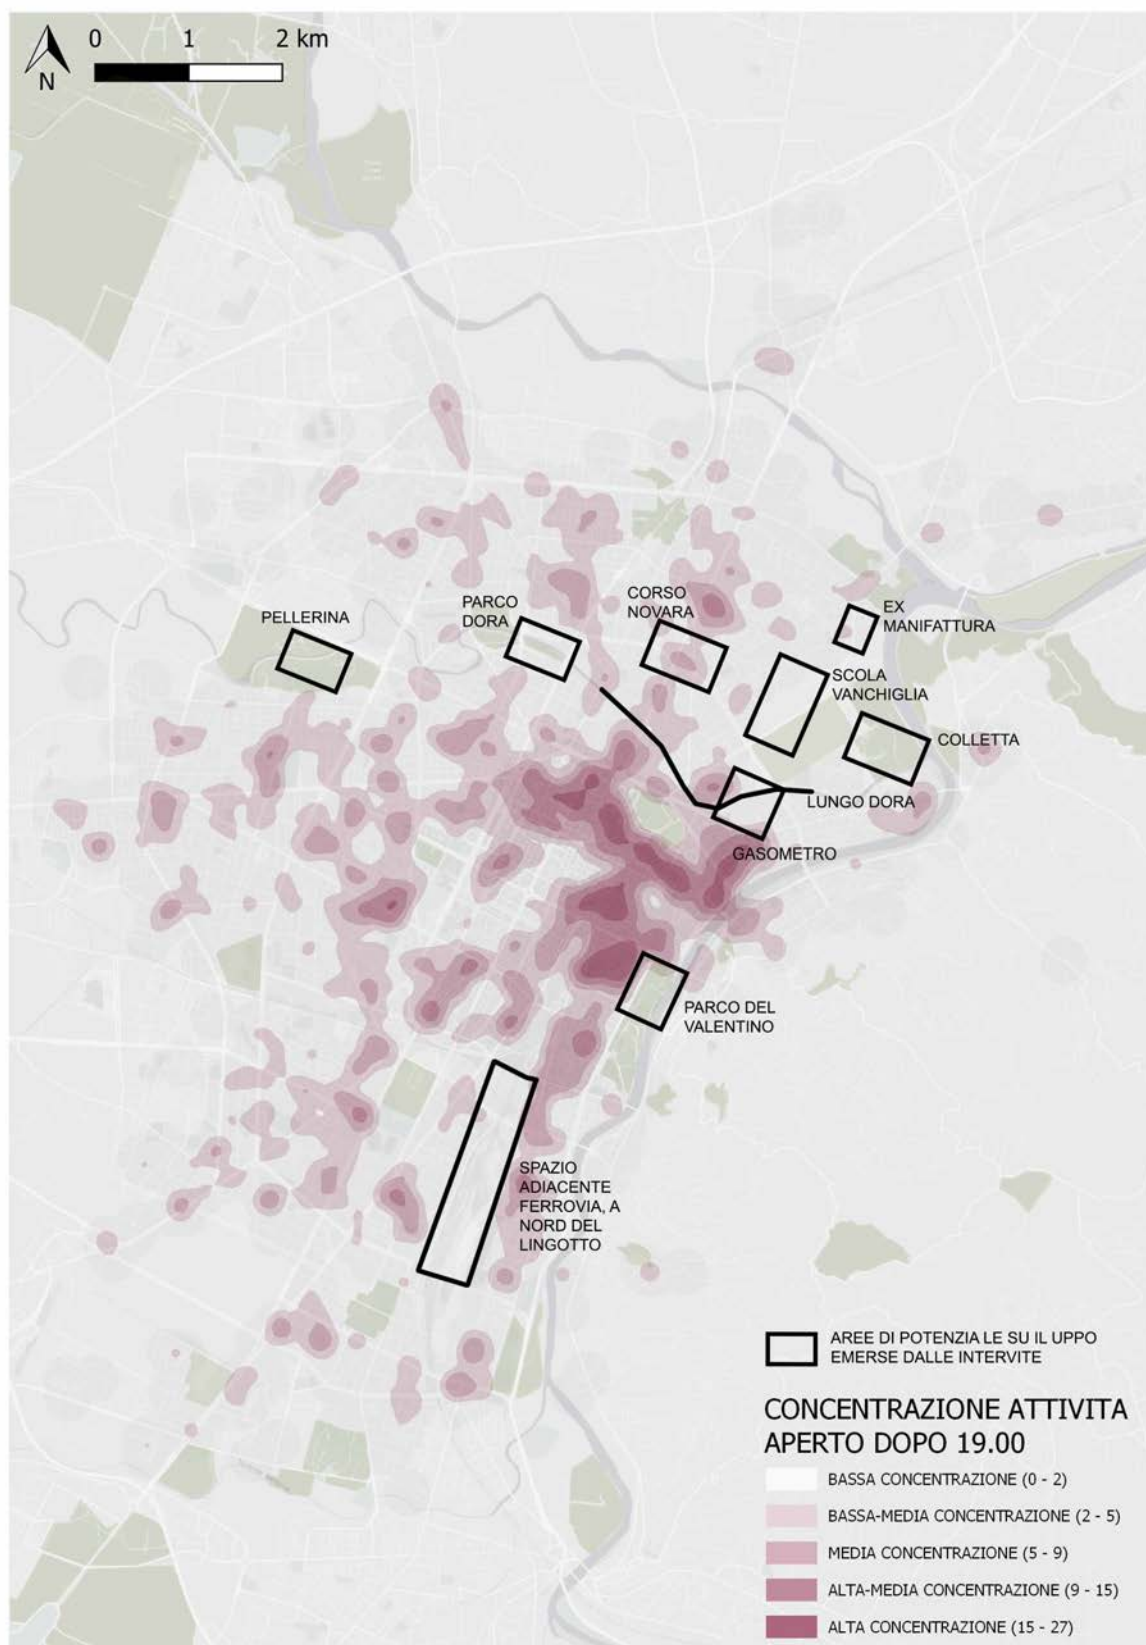 0 1 2 km
N
PELLERINA
PARCO
DORA
CORSO
NOVARA
EX
MANIFATTURA
SCOLA
VANCHIGLIA
COLLETTA
LUNGO DORA
GASOMETRO
PARCO DEL
VALENTINO
SPAZIO
ADIACENTE
FERROVIA, A
NORD DEL
LINGOTTO
AREE DI POTENZIA LE SU IL UPPO
EMERSE DALLE INTERVITE
CONCENTRAZIONE ATTIVITA
APERTO DOPO 19.00
BASSA CONCENTRAZIONE (0 - 2)
BASSA-MEDIA CONCENTRAZIONE (2 - 5)
MEDIA CONCENTRAZIONE (5 - 9)
ALTA-MEDIA CONCENTRAZIONE (9 - 15)
ALTA CONCENTRAZIONE (15 - 27)